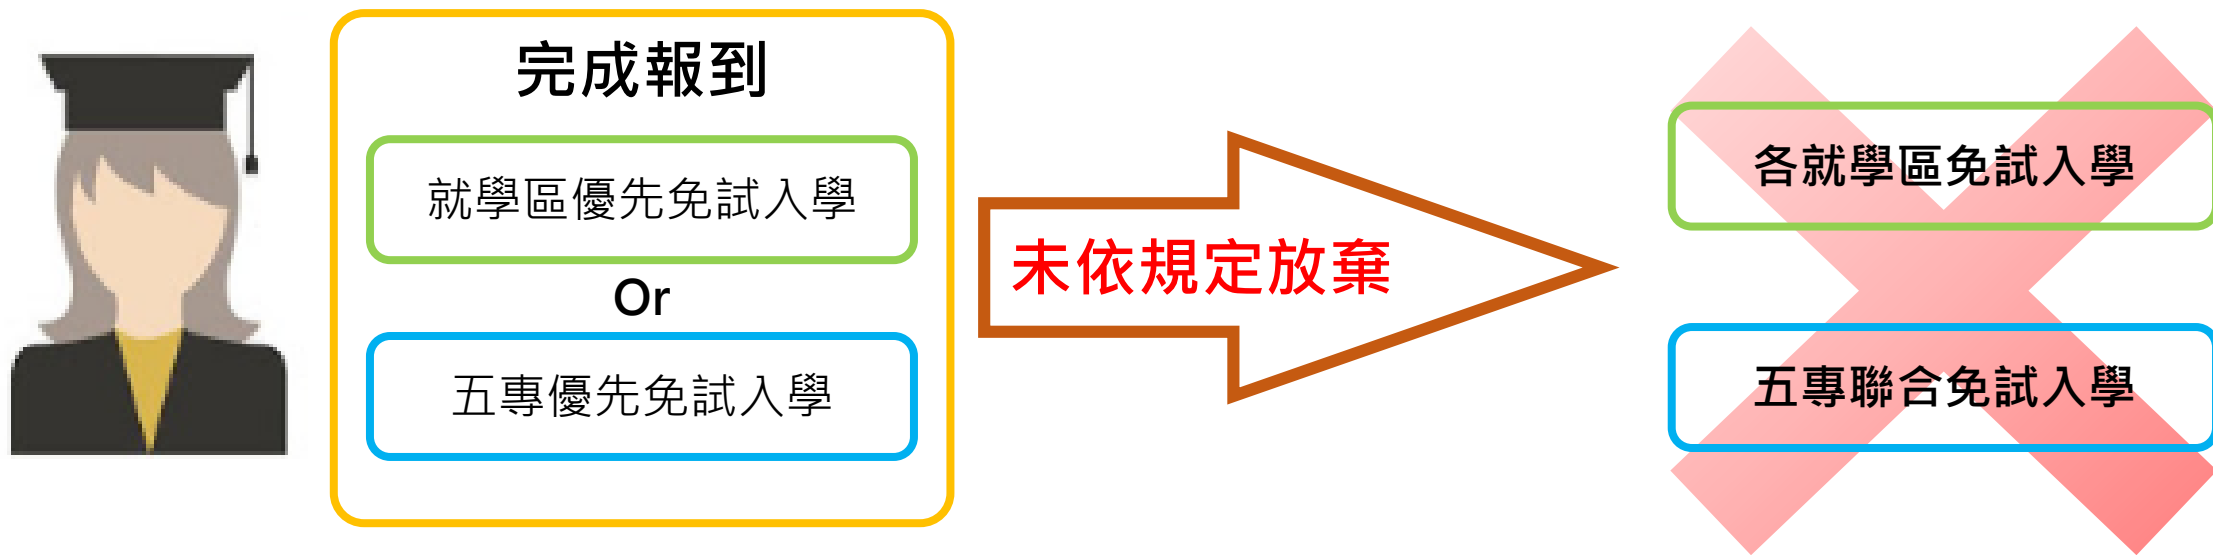 完成報到
就學區優先免試入學
Or
五專優先免試入學
未依規定放棄
各就學區免試入學
五專聯合免試入學